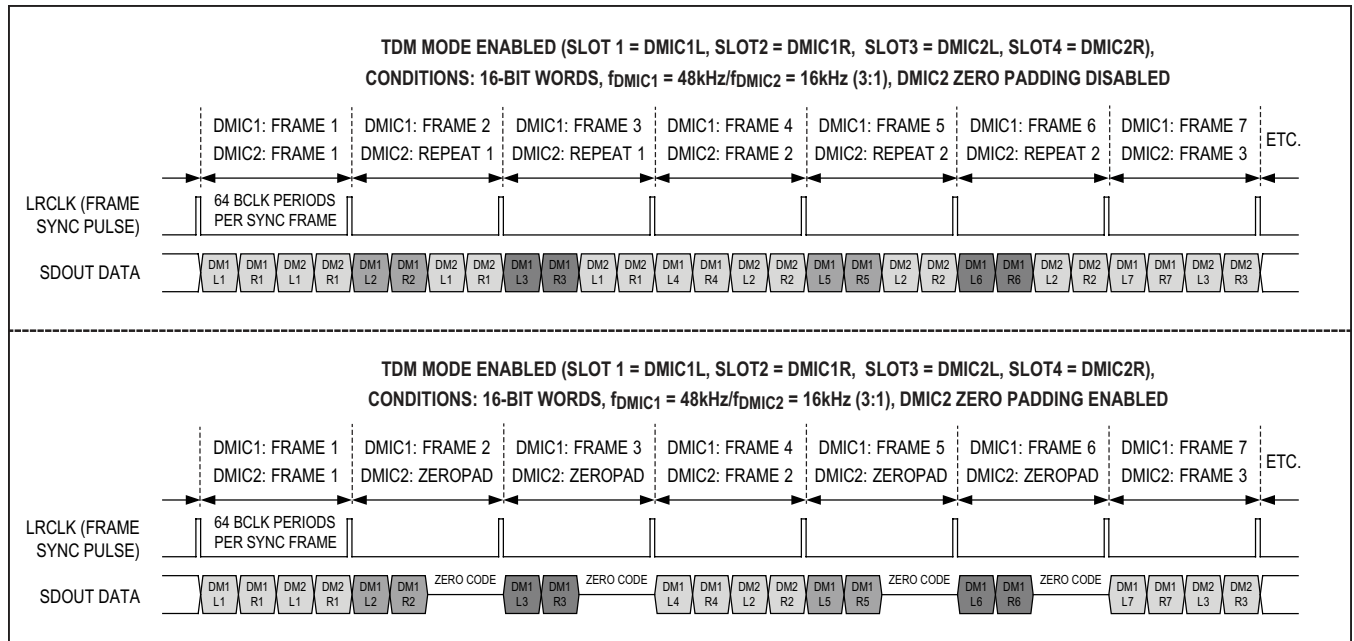 TDM MODE ENABLED (SLOT 1 = DMIC1L, SLOT2 = DMIC1R, SLOT3 = DMIC2L, SLOT4 = DMIC2R),
CONDITIONS: 16-BIT WORDS, fDMIC1 = 48kHz/fDMIC2 = 16kHz (3:1), DMIC2 ZERO PADDING DISABLED
DMIC1: FRAME 1 DMIC1: FRAME 2 DMIC1: FRAME 3 DMIC1: FRAME 4 DMIC1: FRAME 5 DMIC1: FRAME 6 DMIC1: FRAME 7
ETC.
DMIC2: FRAME 1 DMIC2: REPEAT 1 DMIC2: REPEAT 1 DMIC2: FRAME 2 DMIC2: REPEAT 2 DMIC2: REPEAT 2 DMIC2: FRAME 3
LRCLK (FRAME
SYNC PULSE)
64 BCLK PERIODS
PER SYNC FRAME
SDOUT DATA
DM1 DM1 DM2 DM2 DM1 DM1 DM2 DM2 DM1 DM1 DM2 DM2 DM1 DM1 DM2 DM2 DM1 DM1 DM2 DM2 DM1 DM1 DM2 DM2 DM1 DM1 DM2 DM2
L1 R1 L1 R1 L2 R2 L1 R1 L3 R3 L1 R1 L4 R4 L2 R2 L5 R5 L2 R2 L6 R6 L2 R2 L7 R7 L3 R3
TDM MODE ENABLED (SLOT 1 = DMIC1L, SLOT2 = DMIC1R, SLOT3 = DMIC2L, SLOT4 = DMIC2R),
CONDITIONS: 16-BIT WORDS, fDMIC1 = 48kHz/fDMIC2 = 16kHz (3:1), DMIC2 ZERO PADDING ENABLED
DMIC1: FRAME 1 DMIC1: FRAME 2 DMIC1: FRAME 3 DMIC1: FRAME 4 DMIC1: FRAME 5 DMIC1: FRAME 6 DMIC1: FRAME 7
ETC.
DMIC2: FRAME 1 DMIC2: ZEROPAD DMIC2: ZEROPAD DMIC2: FRAME 2 DMIC2: ZEROPAD DMIC2: ZEROPAD DMIC2: FRAME 3
LRCLK (FRAME
SYNC PULSE)
64 BCLK PERIODS
PER SYNC FRAME
SDOUT DATA
DM1 DM1 DM2 DM2 DM1 DM1 ZERO CODE DM1 DM1 ZERO CODE DM1 DM1 DM2 DM2 DM1 DM1 ZERO CODE DM1 DM1 ZERO CODE DM1 DM1 DM2 DM2
L1 R1 L1 R1 L2 R2 L3 R3 L4 R4 L2 R2 L5 R5 L6 R6 L7 R7 L3 R3